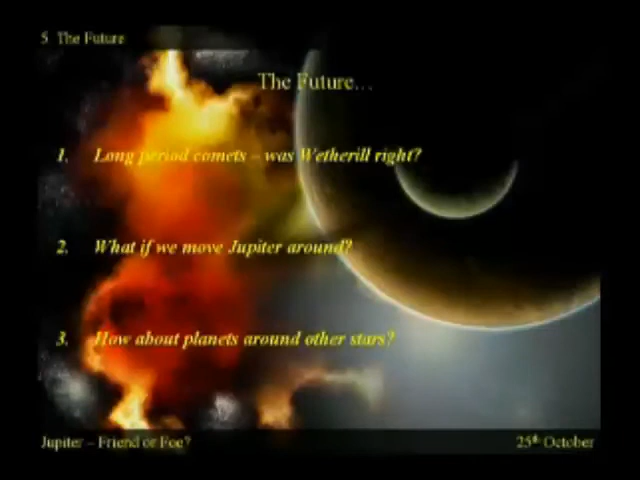 5 The Future
The Future...
1. Long period comets – was Wetherill right?
2. What if we move Jupiter around?
3. How about planets around other stars?
Jupiter – Friend or Foe?
25th October